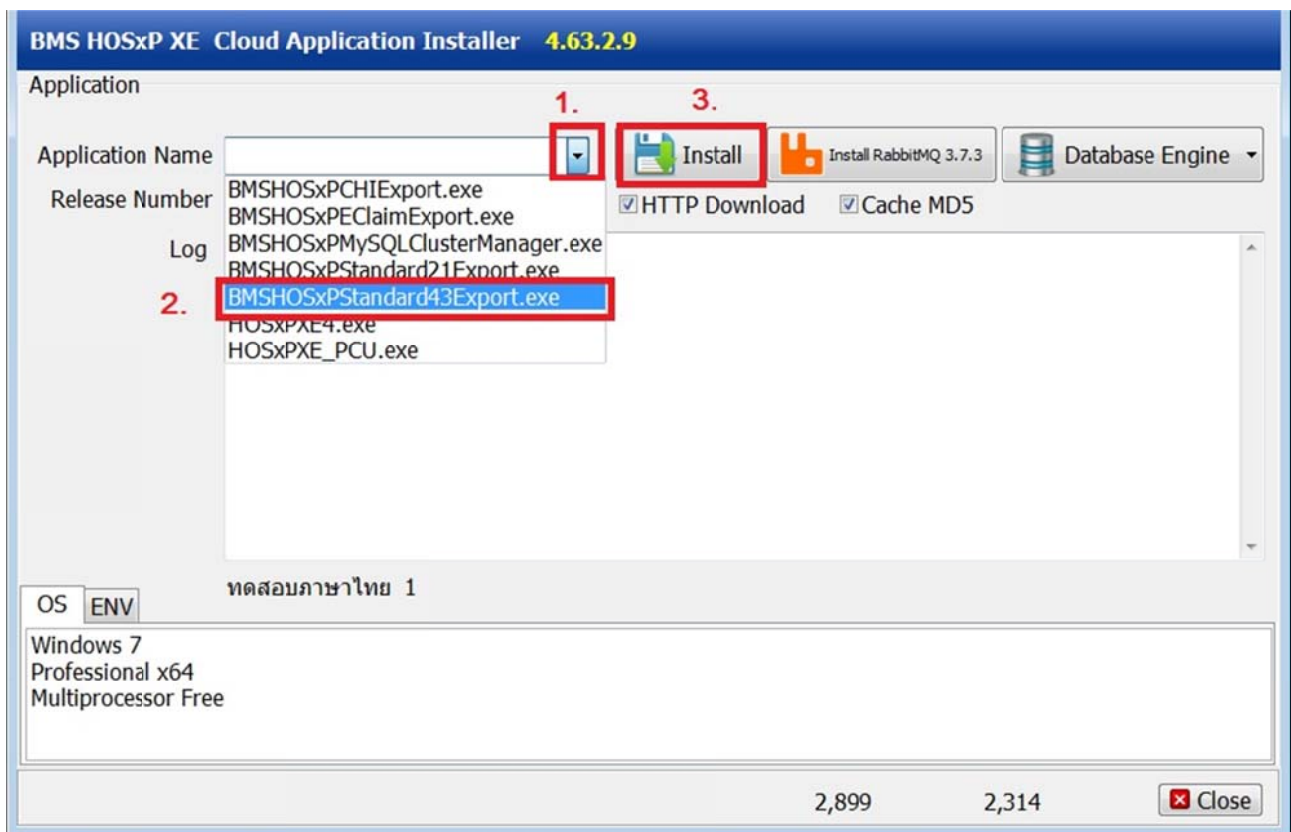 BMS HOSxP XE Cloud Application Installer 4.63.2.9
Application
1. 3.
Application Name Install Install RabbitMQ 3.7.3 Database Engine
Release Number BMSHOSxPCHIExport.exe HTTP Download Cache MD5
BMSHOSxPEClaimExport.exe
Log BMSHOSxPMySQLClusterManager.exe
BMSHOSxPStandard21Export.exe
2. BMSHOSxPStandard43Export.exe
HOSxPXE4.exe
HOSxPXE_PCU.exe
ทดสอบภาษาไทย 1
OS ENV
Windows 7
Professional x64
Multiprocessor Free
2,899 2,314 Close